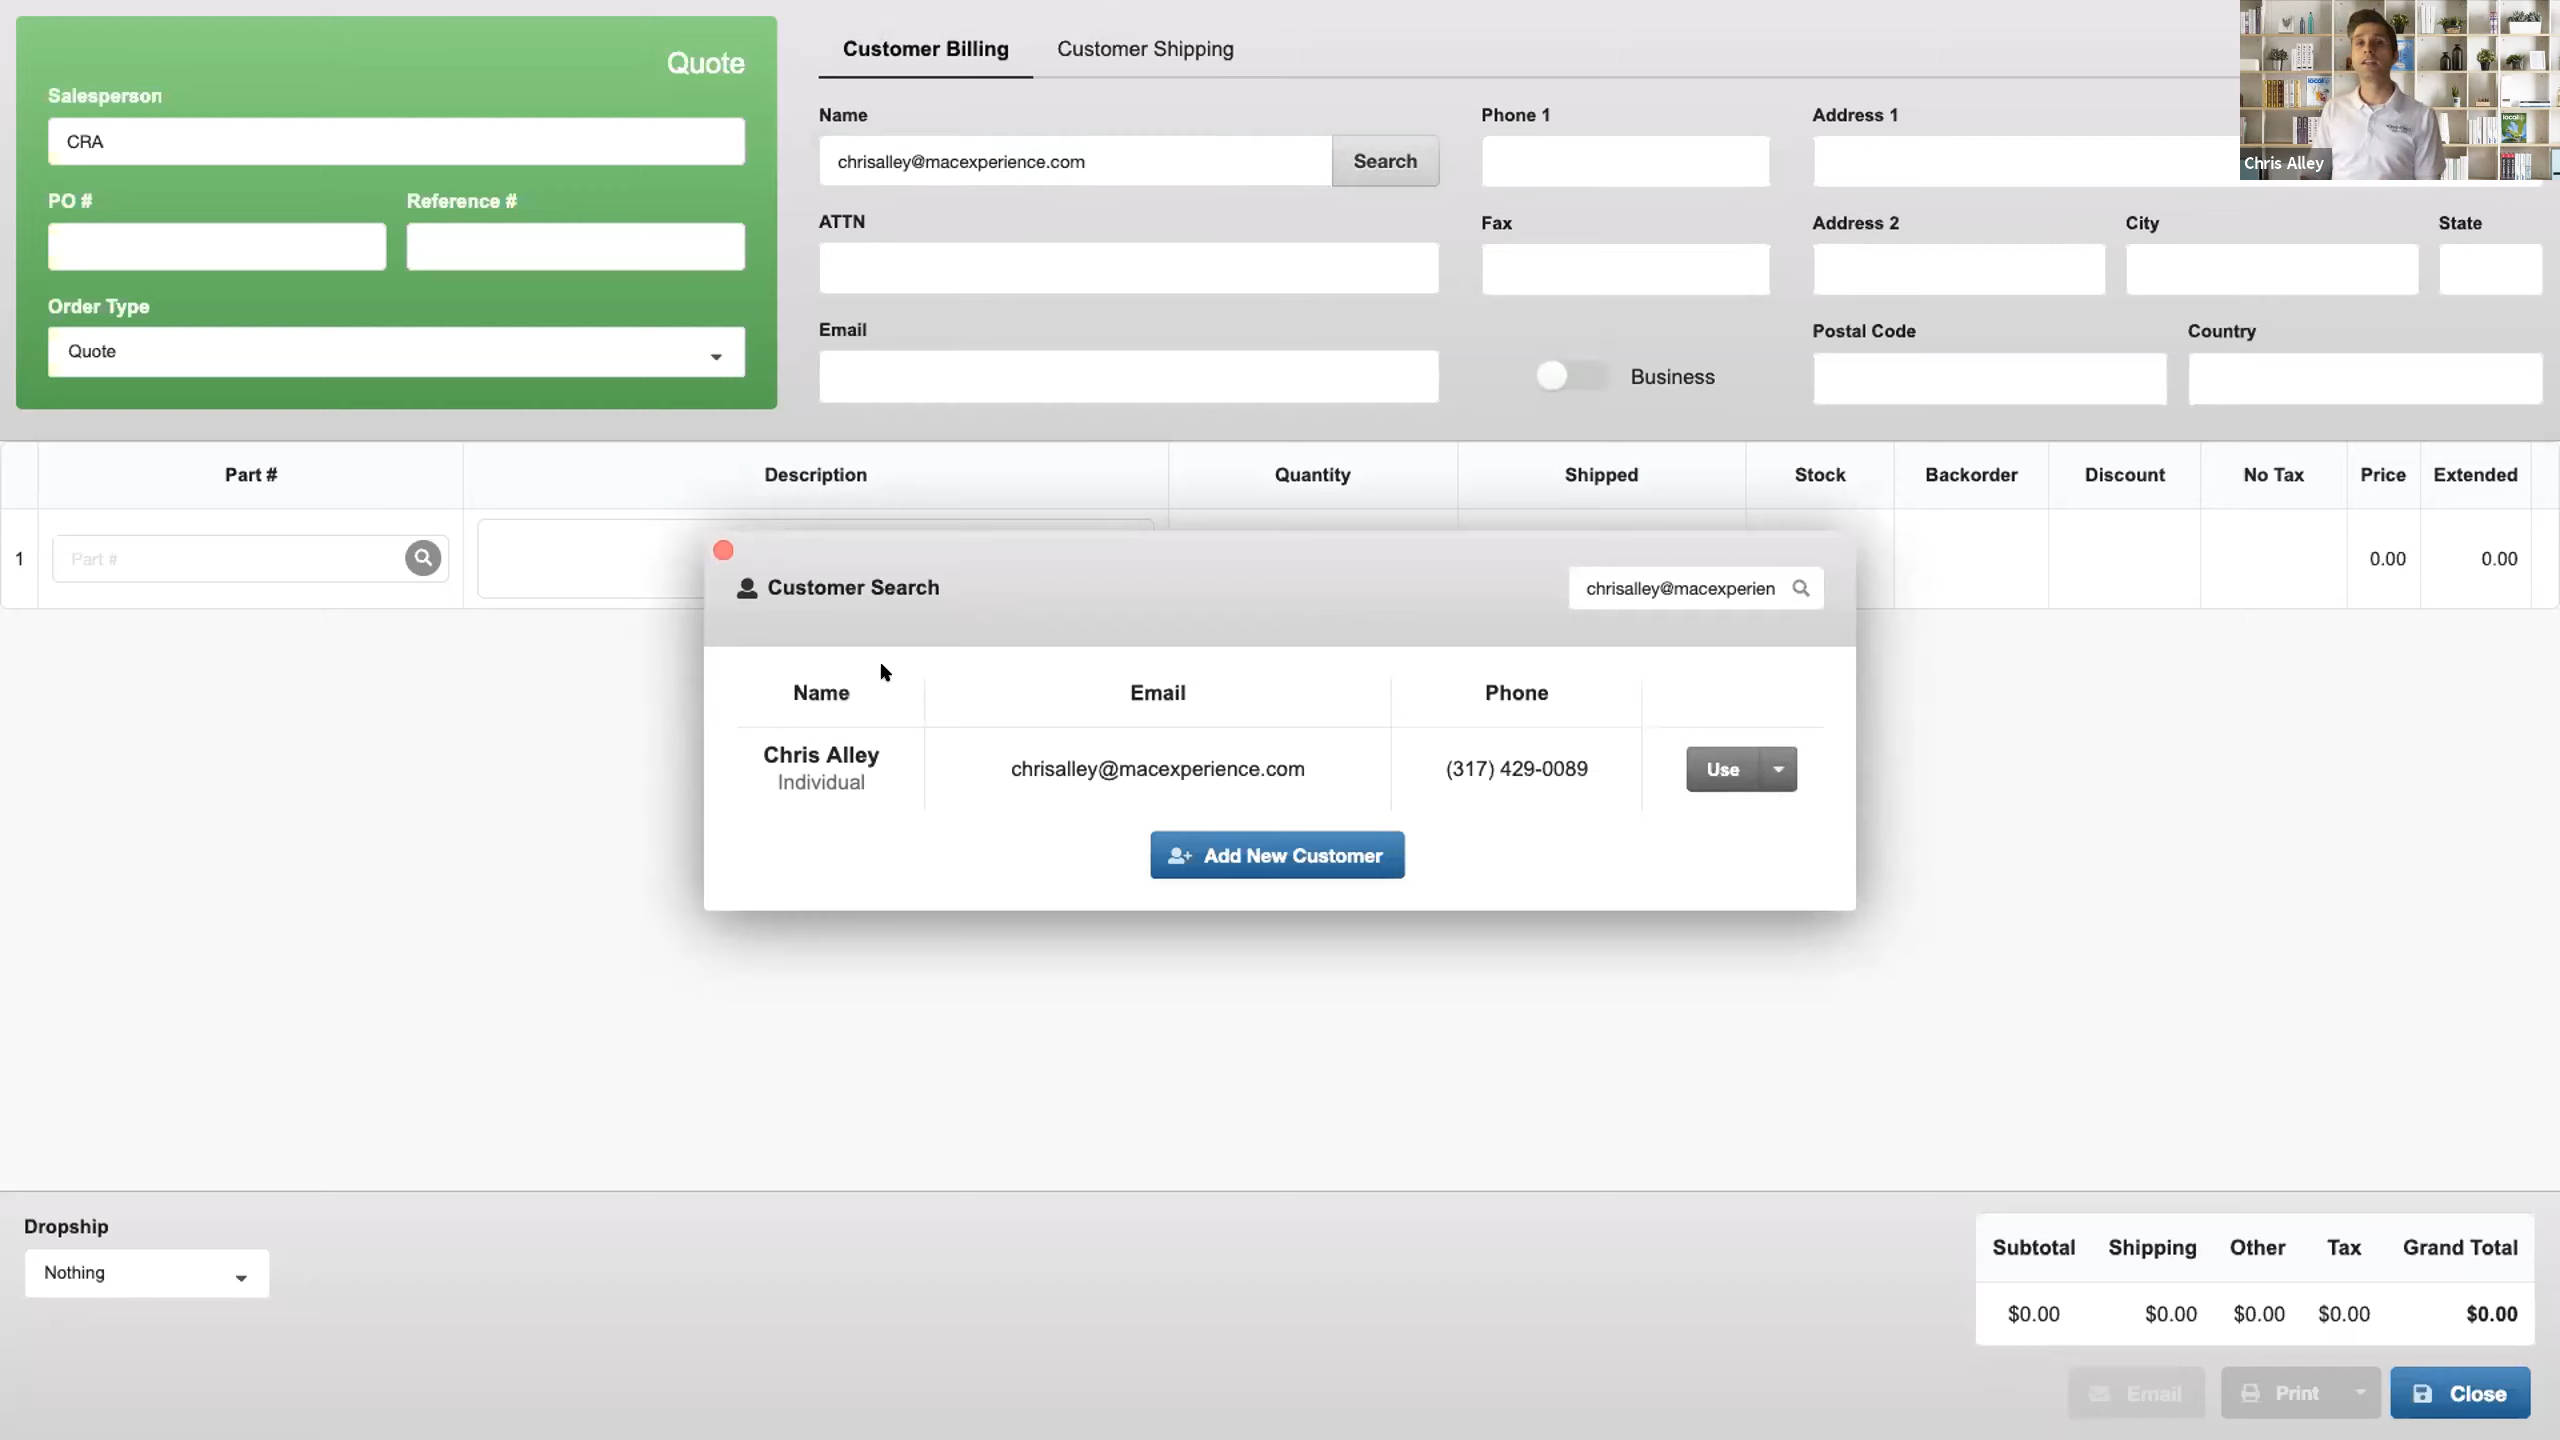 Quote
Salesperson
CRA
PO #
Reference #
Order Type
Quote
Customer Billing
Customer Shipping
Name
chrisalley@macexperience.com
Search
Phone 1
Address 1
ATTN
Fax
Address 2
City
State
Email
Business
Postal Code
Country
Chris Alley
Part #
Description
Quantity
Shipped
Stock
Backorder
Discount
No Tax
Price
Extended
1
Part #
0.00
0.00
Customer Search
chrisalley@macexperien
Name
Email
Phone
Chris Alley
Individual
chrisalley@macexperience.com
(317) 429-0089
Use
Add New Customer
Dropship
Nothing
Subtotal
Shipping
Other
Tax
Grand Total
$0.00
$0.00
$0.00
$0.00
$0.00
Email
Print
Close